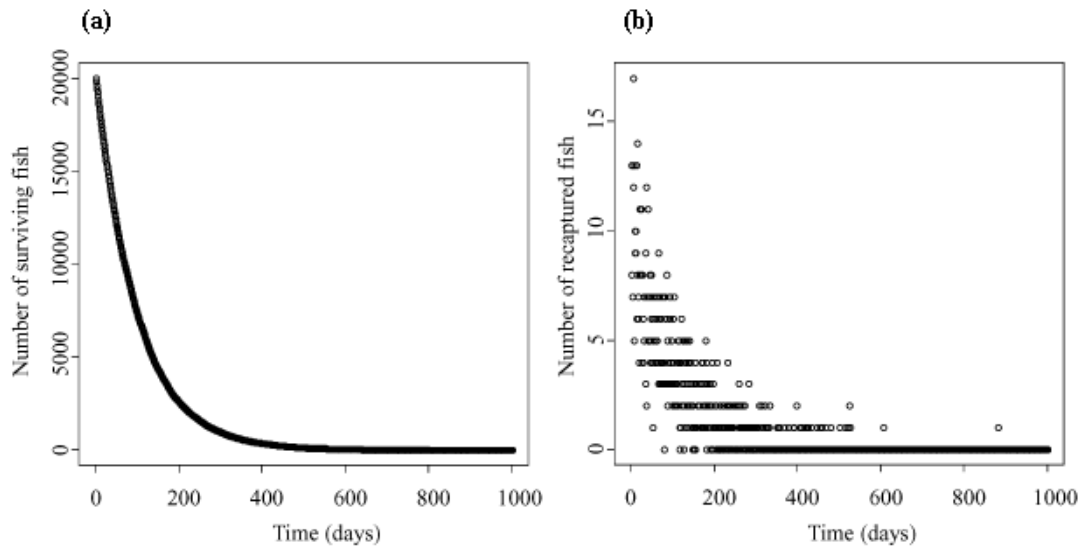 (a)
Number of surviving fish
20000
15000
10000
5000
0
0 200 400 600 800 1000
Time (days)
(b)
Number of recaptured fish
15
10
5
0
0 200 400 600 800 1000
Time (days)